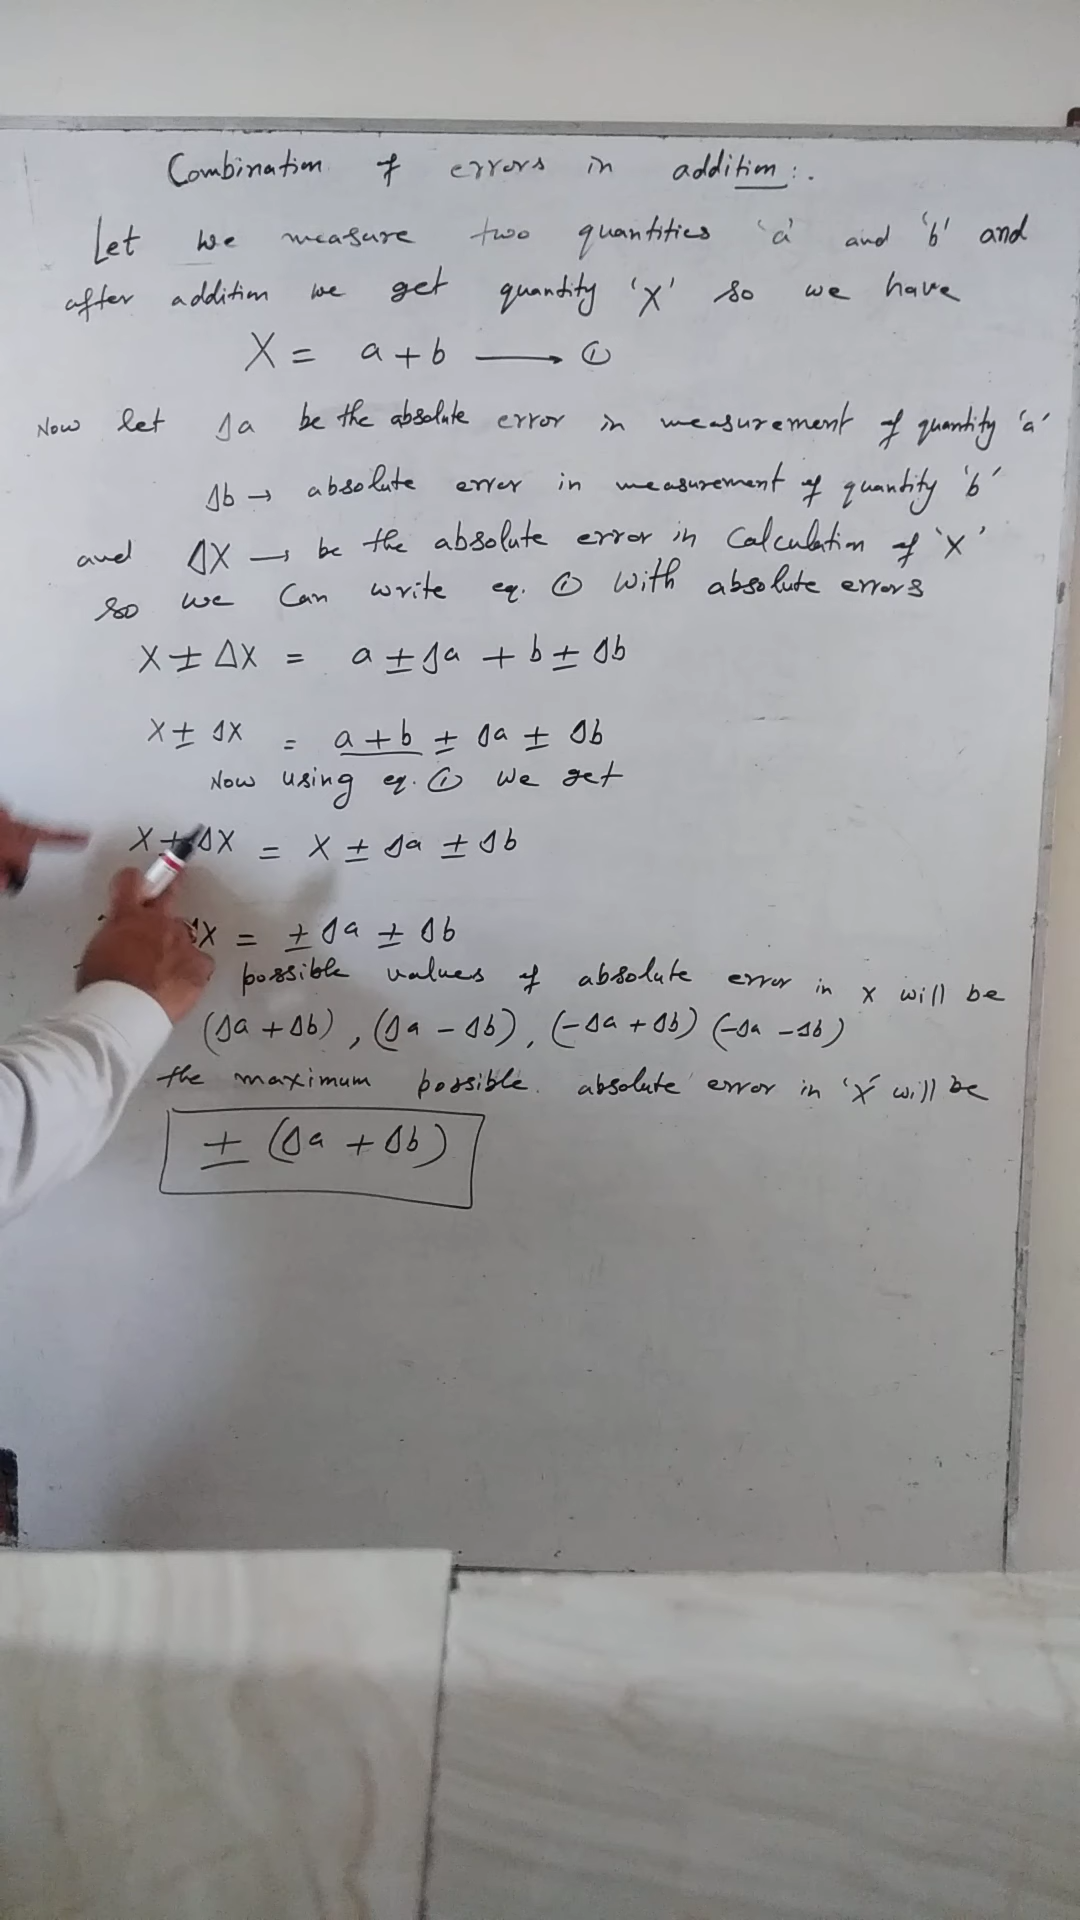 Combination of errors in addition:.
Let we measure two quantities 'a' and 'b' and
after addition we get quantity 'X' so we have
X = a + b ⟶ ①
Now let Δa be the absolute error in measurement of quantity 'a'
Δb → absolute error in measurement of quantity 'b'
and ΔX → be the absolute error in Calculation of 'X'
so we Can write eq. ① with absolute errors
X ± ΔX = a ± Δa + b ± Δb
X ± ΔX = a + b ± Δa ± Δb
Now using eq. ① we get
X ± ΔX = X ± Δa ± Δb
ΔX = ± Δa ± Δb
possible values of absolute error in X will be
(Δa + Δb), (Δa - Δb), (-Δa + Δb) (-Δa - Δb)
the maximum possible absolute error in 'X' will be
± (Δa + Δb)